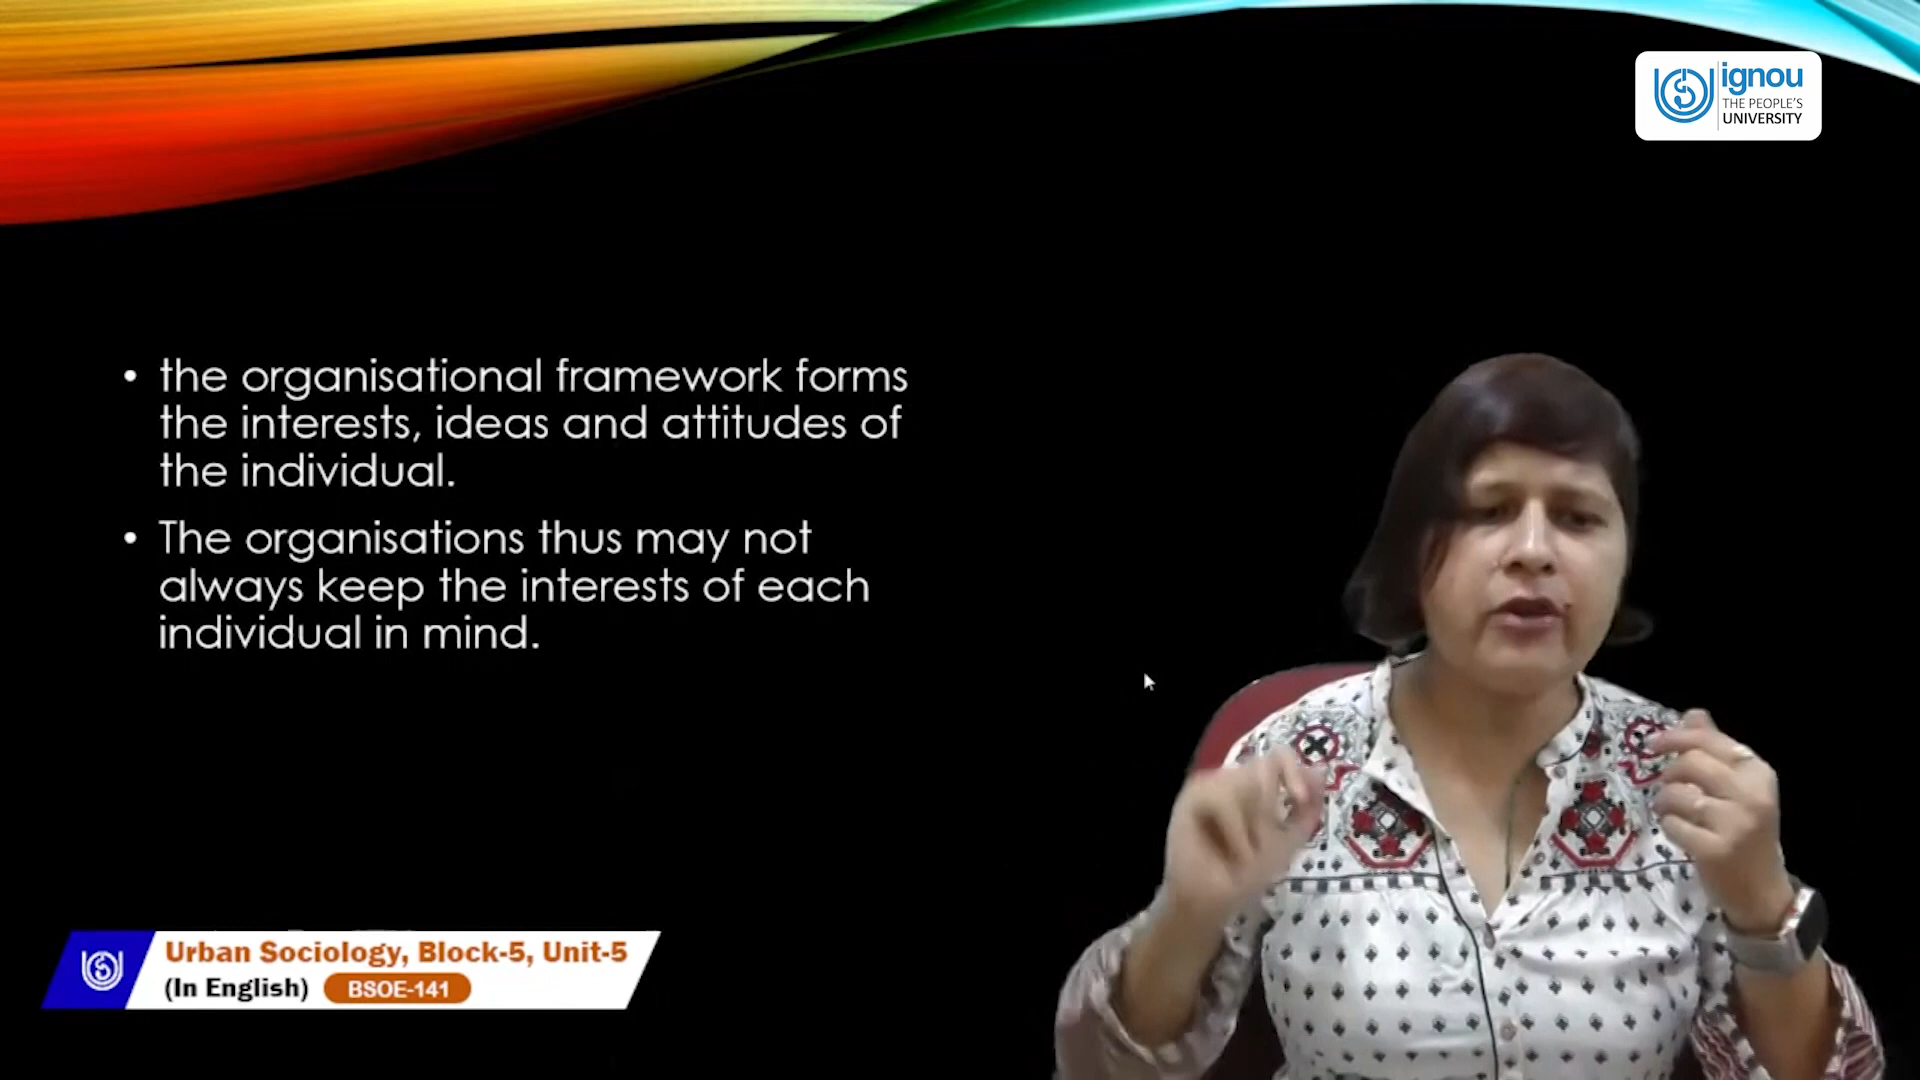 ignou
THE PEOPLE'S
UNIVERSITY
• the organisational framework forms
the interests, ideas and attitudes of
the individual.
• The organisations thus may not
always keep the interests of each
individual in mind.
Urban Sociology, Block-5, Unit-5
(In English) BSOE-141